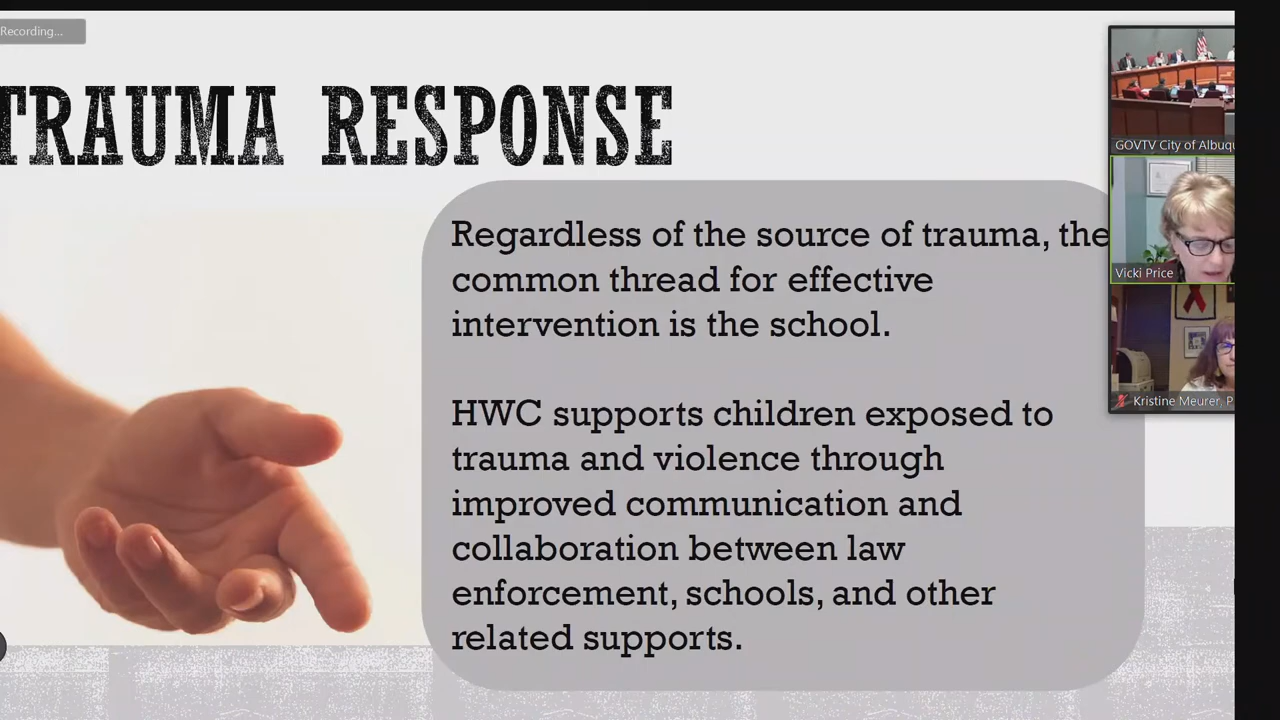 Recording...
TRAUMA RESPONSE
Regardless of the source of trauma, the
common thread for effective
intervention is the school.
HWC supports children exposed to
trauma and violence through
improved communication and
collaboration between law
enforcement, schools, and other
related supports.
GOVTV City of Albuqu
Vicki Price
Kristine Meurer, P